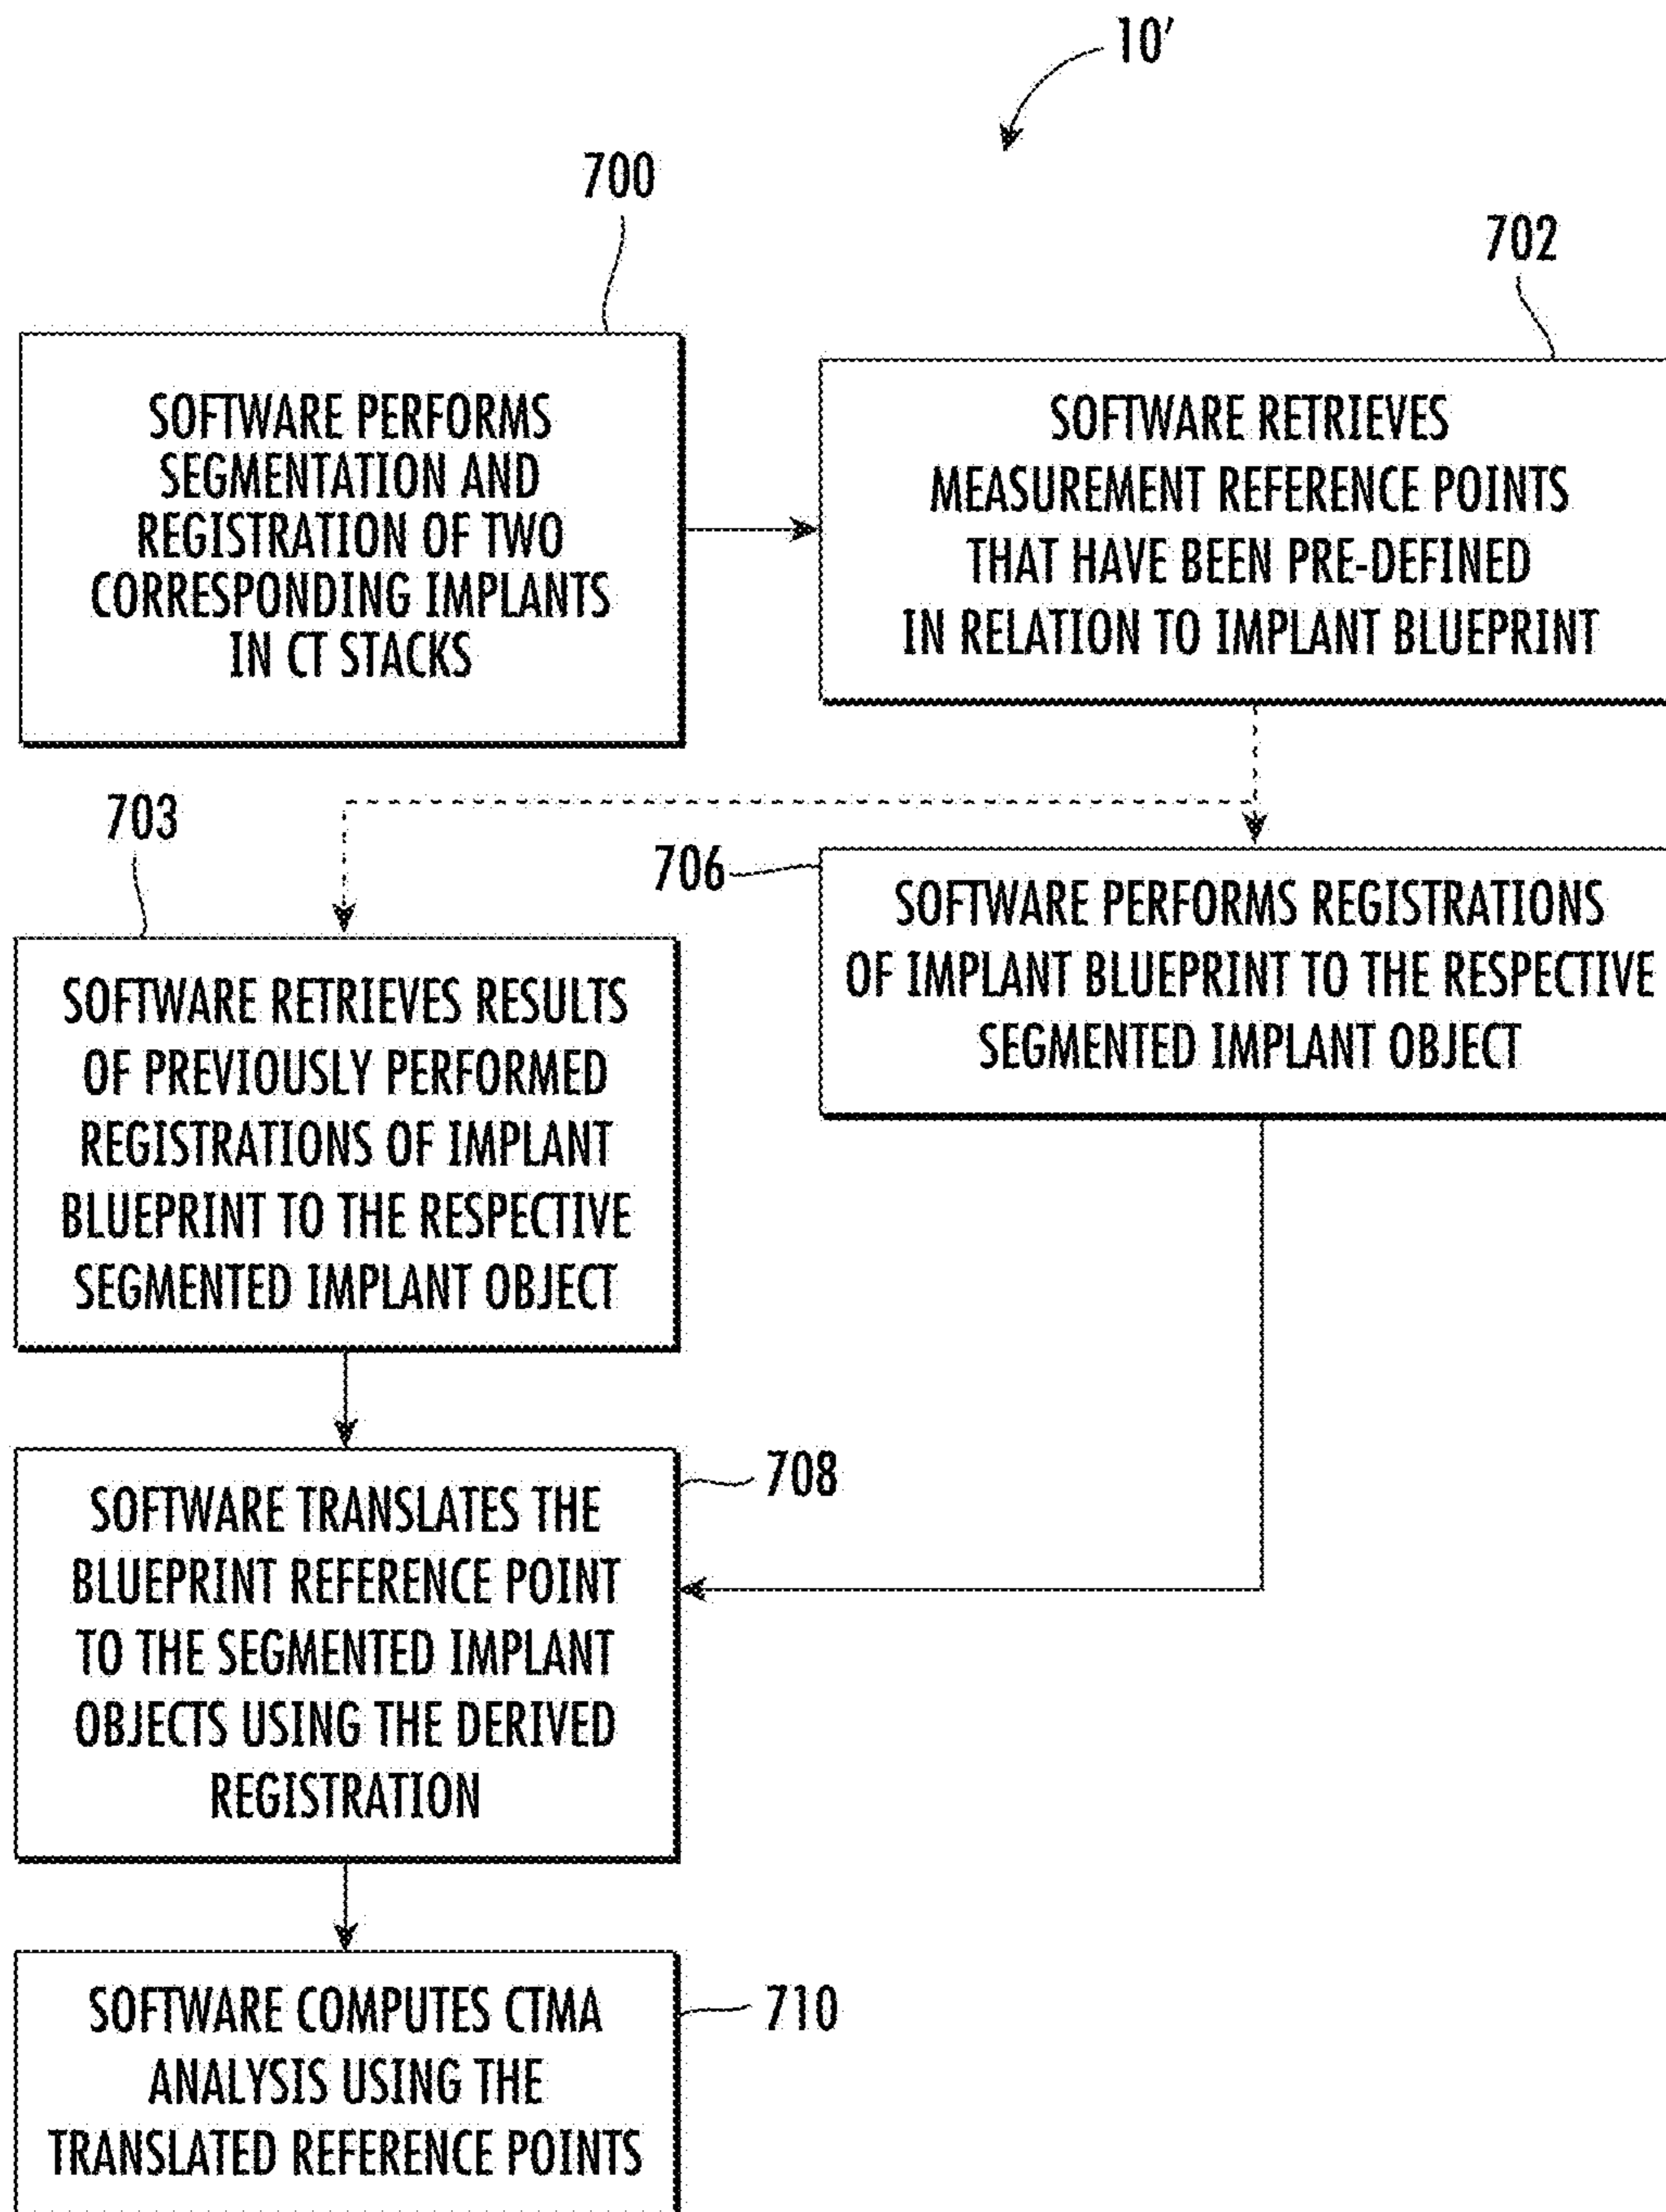 10'
700
SOFTWARE PERFORMS
SEGMENTATION AND
REGISTRATION OF TWO
CORRESPONDING IMPLANTS
IN CT STACKS
702
SOFTWARE RETRIEVES
MEASUREMENT REFERENCE POINTS
THAT HAVE BEEN PRE-DEFINED
IN RELATION TO IMPLANT BLUEPRINT
703
SOFTWARE RETRIEVES RESULTS
OF PREVIOUSLY PERFORMED
REGISTRATIONS OF IMPLANT
BLUEPRINT TO THE RESPECTIVE
SEGMENTED IMPLANT OBJECT
706
SOFTWARE PERFORMS REGISTRATIONS
OF IMPLANT BLUEPRINT TO THE RESPECTIVE
SEGMENTED IMPLANT OBJECT
708
SOFTWARE TRANSLATES THE
BLUEPRINT REFERENCE POINT
TO THE SEGMENTED IMPLANT
OBJECTS USING THE DERIVED
REGISTRATION
710
SOFTWARE COMPUTES CTMA
ANALYSIS USING THE
TRANSLATED REFERENCE POINTS